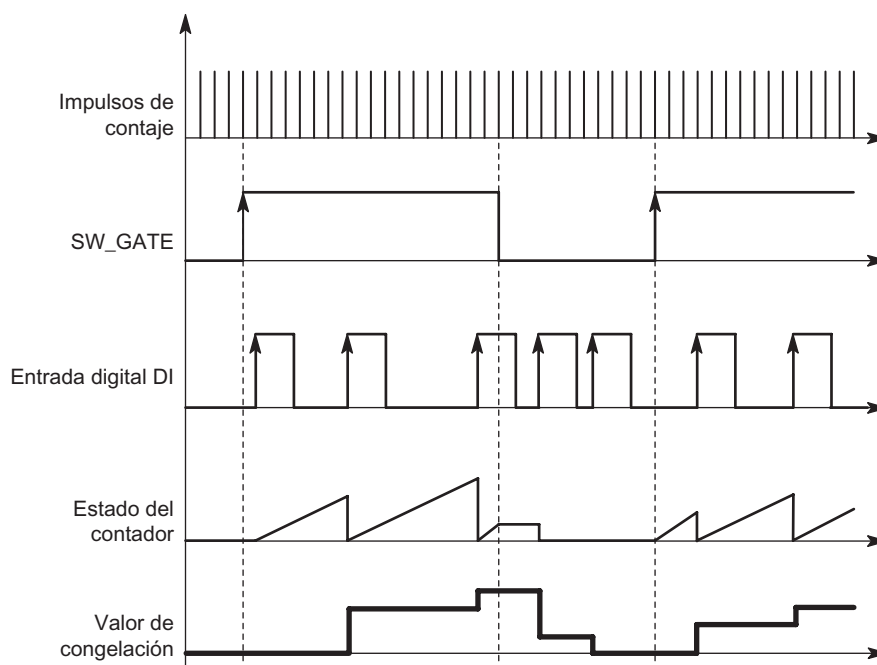 Impulsos de
contaje
SW_GATE
Entrada digital DI
Estado del
contador
Valor de
congelación